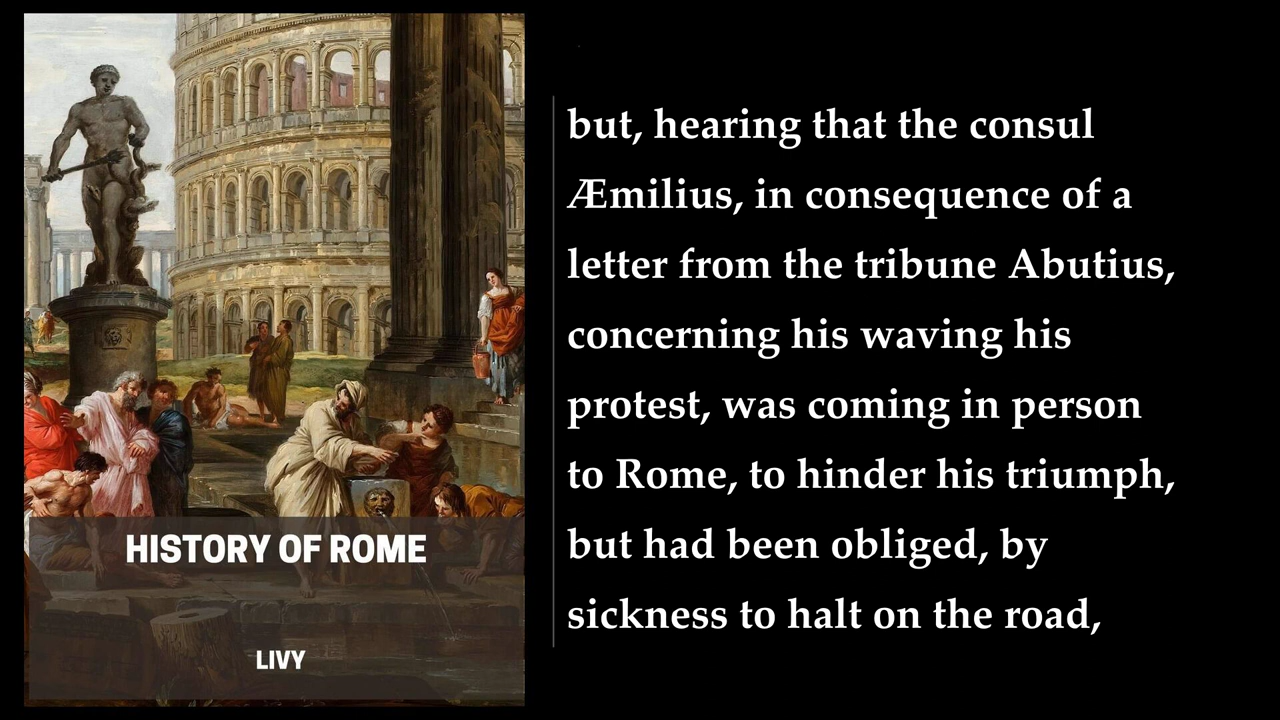 HISTORY OF ROME
LIVY
but, hearing that the consul
Æmilius, in consequence of a
letter from the tribune Abutius,
concerning his waving his
protest, was coming in person
to Rome, to hinder his triumph,
but had been obliged, by
sickness to halt on the road,